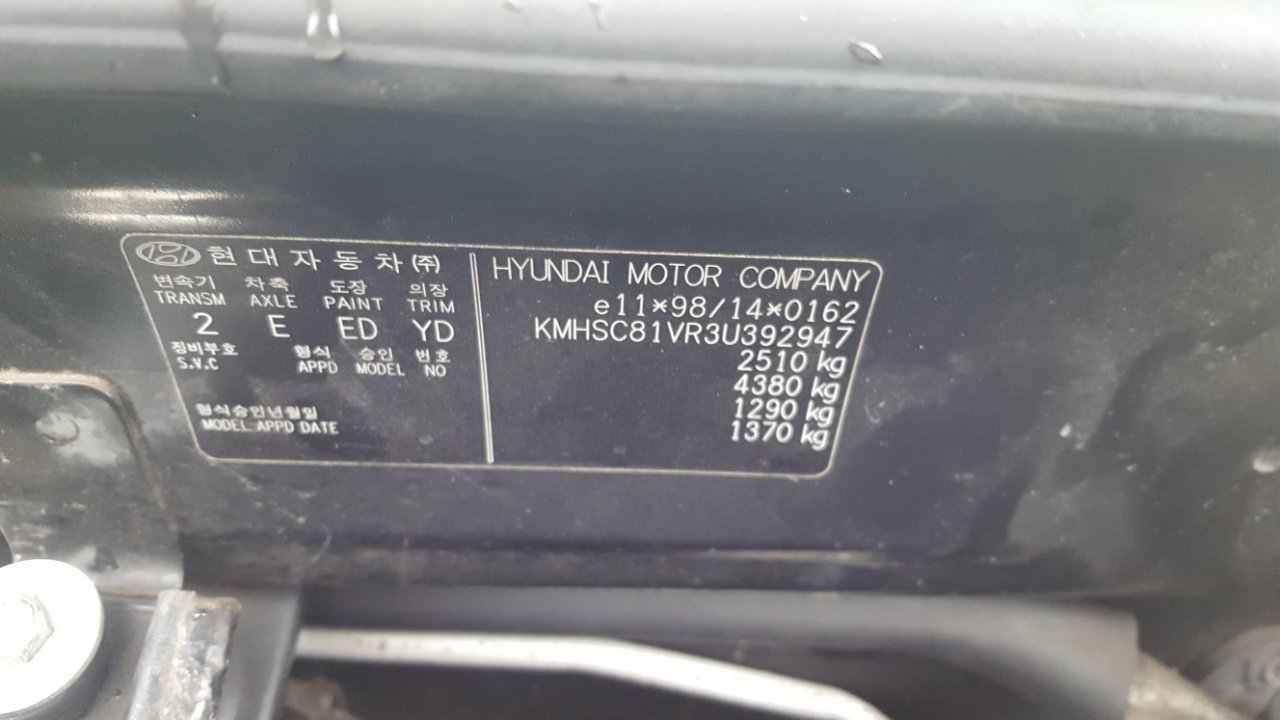 현대자동차(주)
변속기 차축 도장 의장
TRANSM AXLE PAINT TRIM
2 E ED YD
장비부호 형식 승인 번호
S.V.C APPD MODEL NO
형식승인년월일
MODEL APPD DATE
HYUNDAI MOTOR COMPANY
e11*98/14*0162
KMHSC81VR3U392947
2510 kg
4380 kg
1290 kg
1370 kg